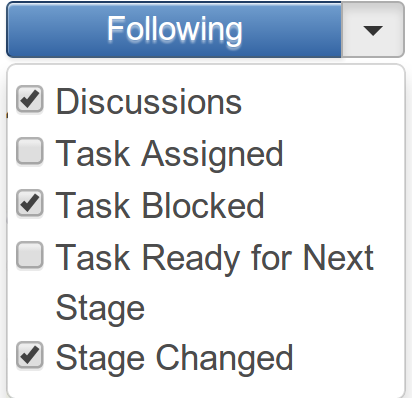 Following
Discussions
Task Assigned
Task Blocked
Task Ready for Next
Stage
Stage Changed